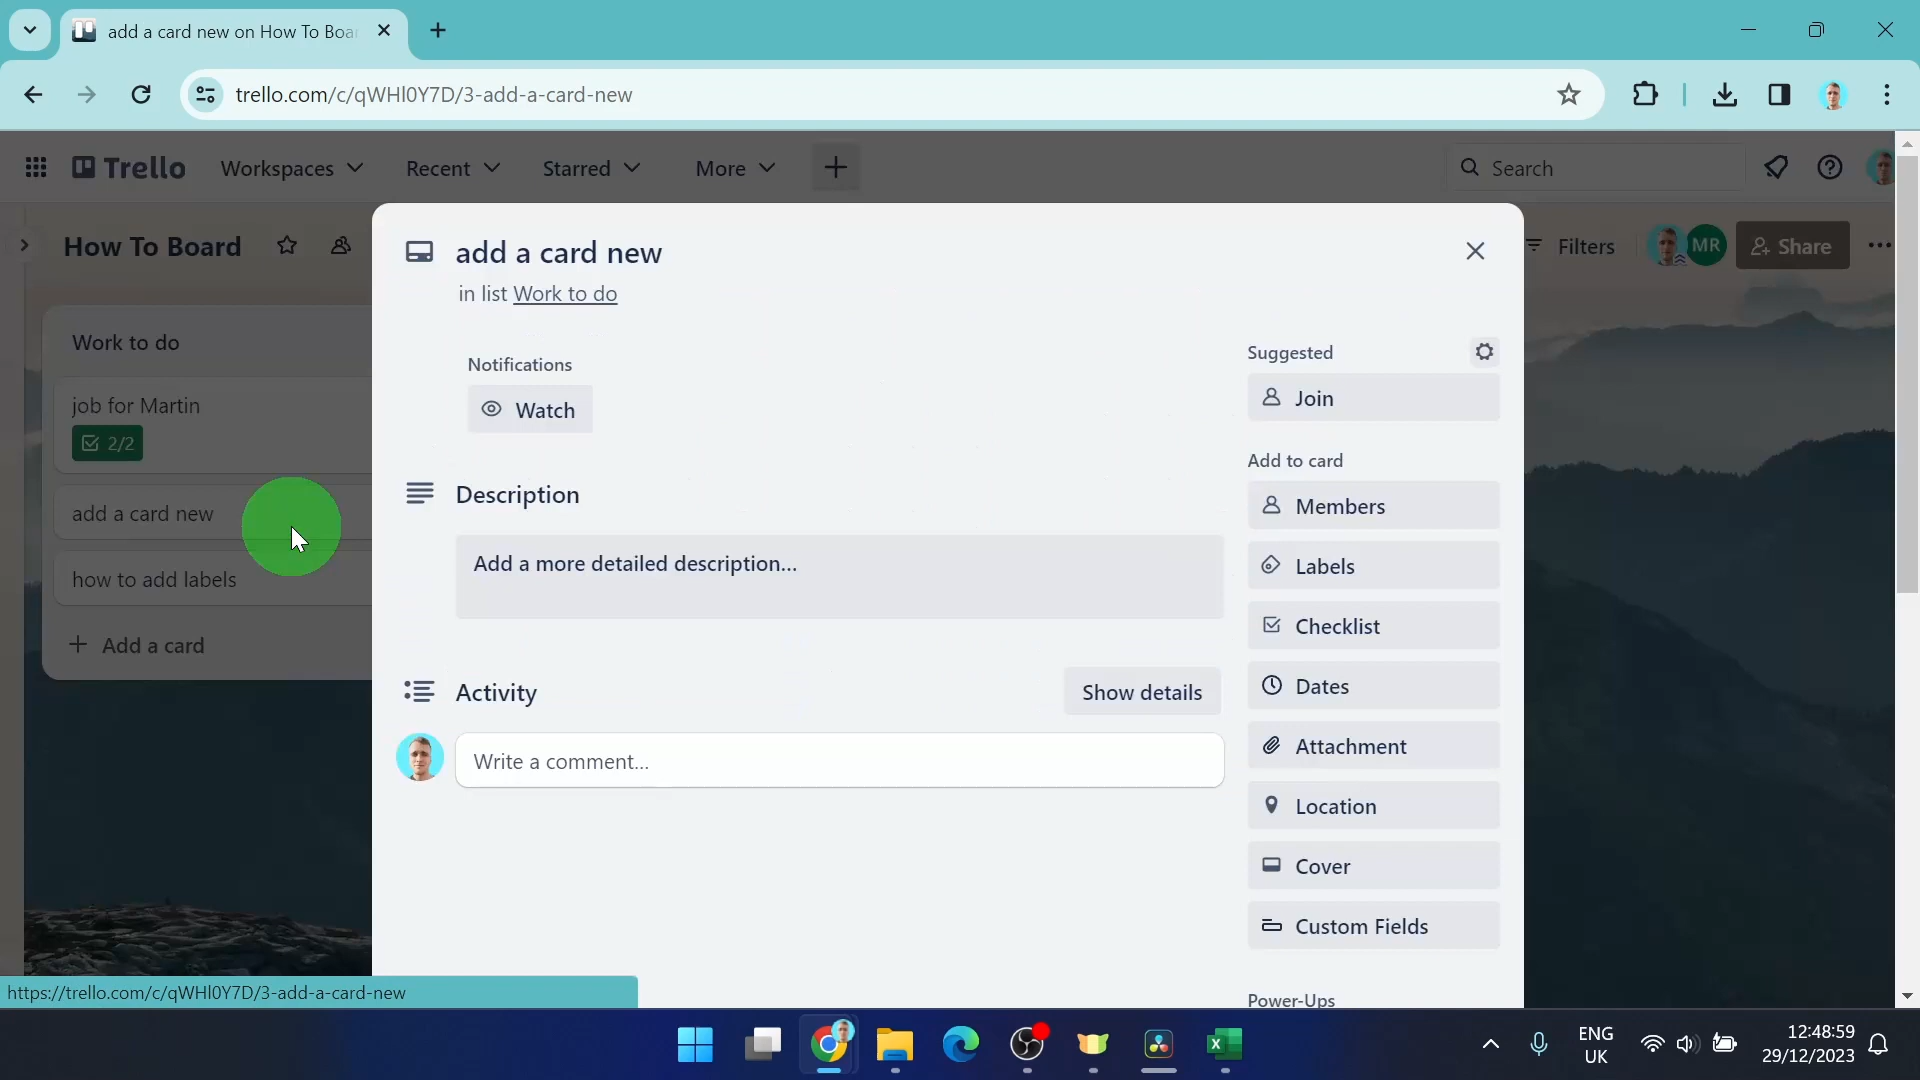 add a card new on How To Boar
trello.com/c/qWHl0Y7D/3-add-a-card-new
Trello
Workspaces
Recent
Starred
More
Search
How To Board
Filters
MR
Share
Work to do
job for Martin
2/2
add a card new
how to add labels
Add a card
add a card new
in list Work to do
Notifications
Watch
Description
Add a more detailed description...
Activity
Show details
Write a comment...
Suggested
Join
Add to card
Members
Labels
Checklist
Dates
Attachment
Location
Cover
Custom Fields
Power-Ups
https://trello.com/c/qWHl0Y7D/3-add-a-card-new
ENG
UK
12:48:59
29/12/2023